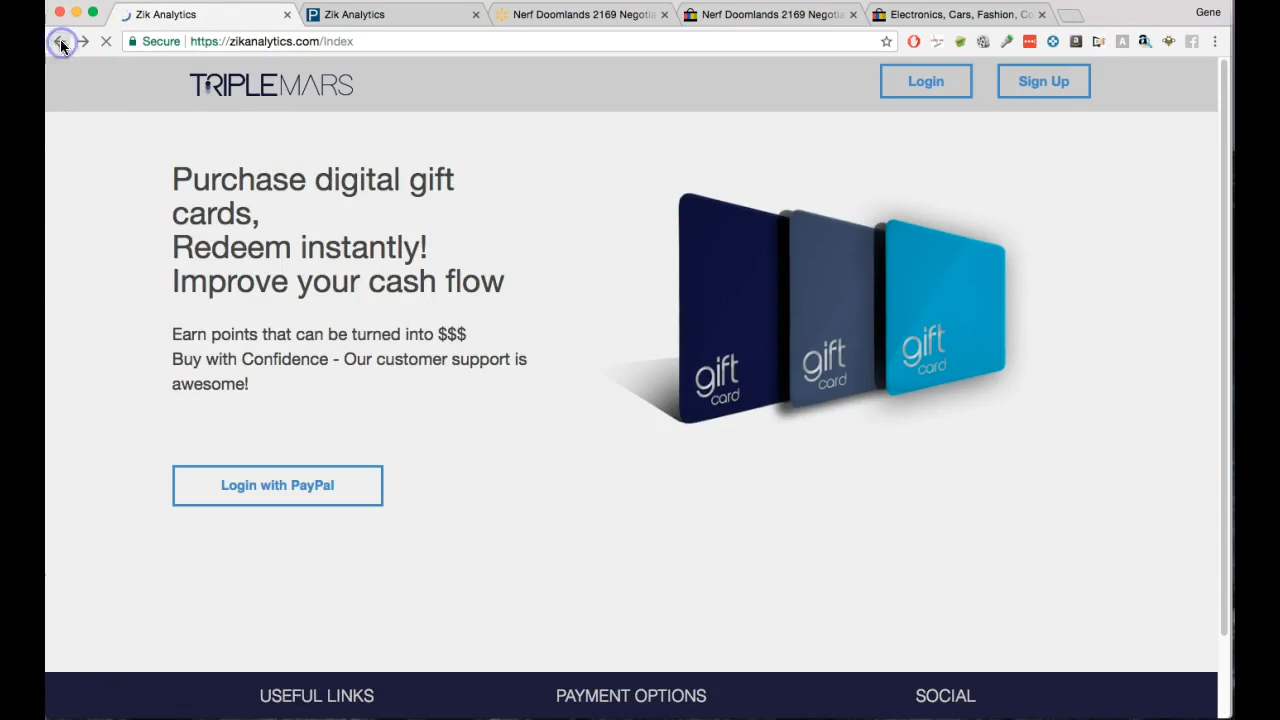 Zik Analytics
Zik Analytics
Nerf Doomlands 2169 Negotia
Nerf Doomlands 2169 Negotia
Electronics, Cars, Fashion, Co
Gene
Secure https://zikanalytics.com/Index
TRIPLEMARS
Login
Sign Up
Purchase digital gift
cards,
Redeem instantly!
Improve your cash flow
Earn points that can be turned into $$$
Buy with Confidence - Our customer support is
awesome!
gift
card
gift
card
gift
card
Login with PayPal
USEFUL LINKS
PAYMENT OPTIONS
SOCIAL